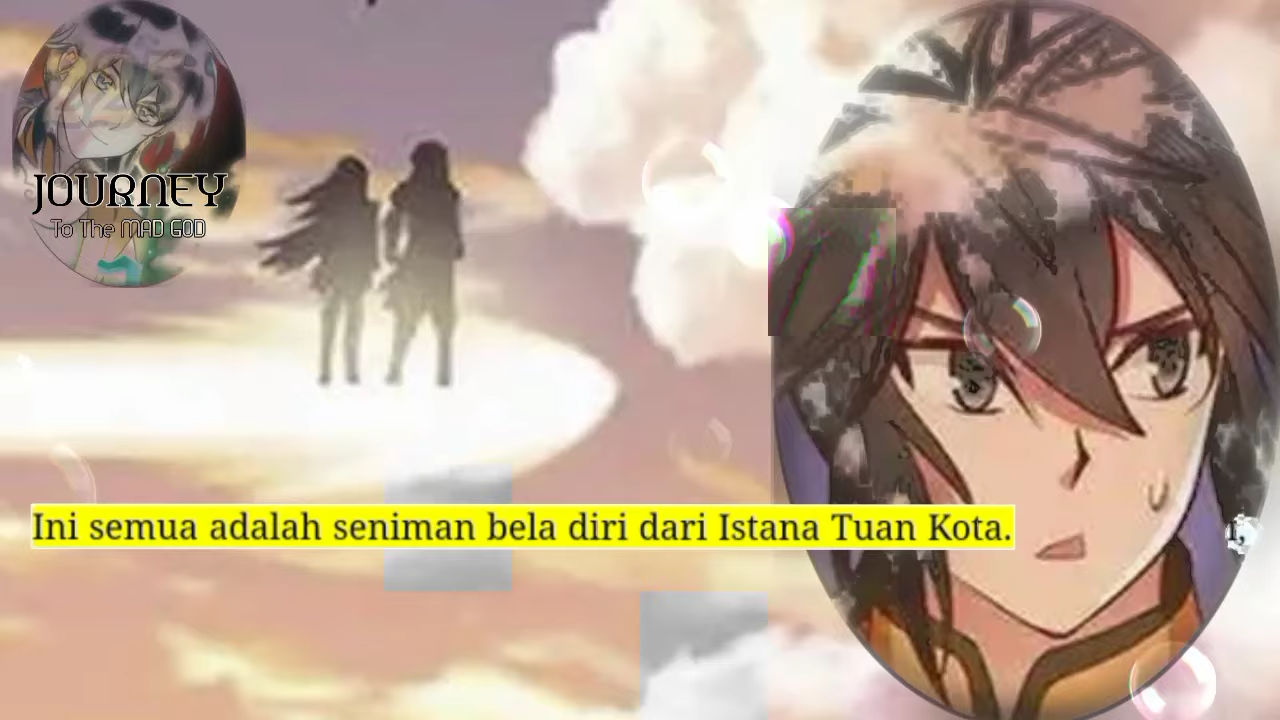 JOURNEY
To The MAD GOD
Ini semua adalah seniman bela diri dari Istana Tuan Kota.